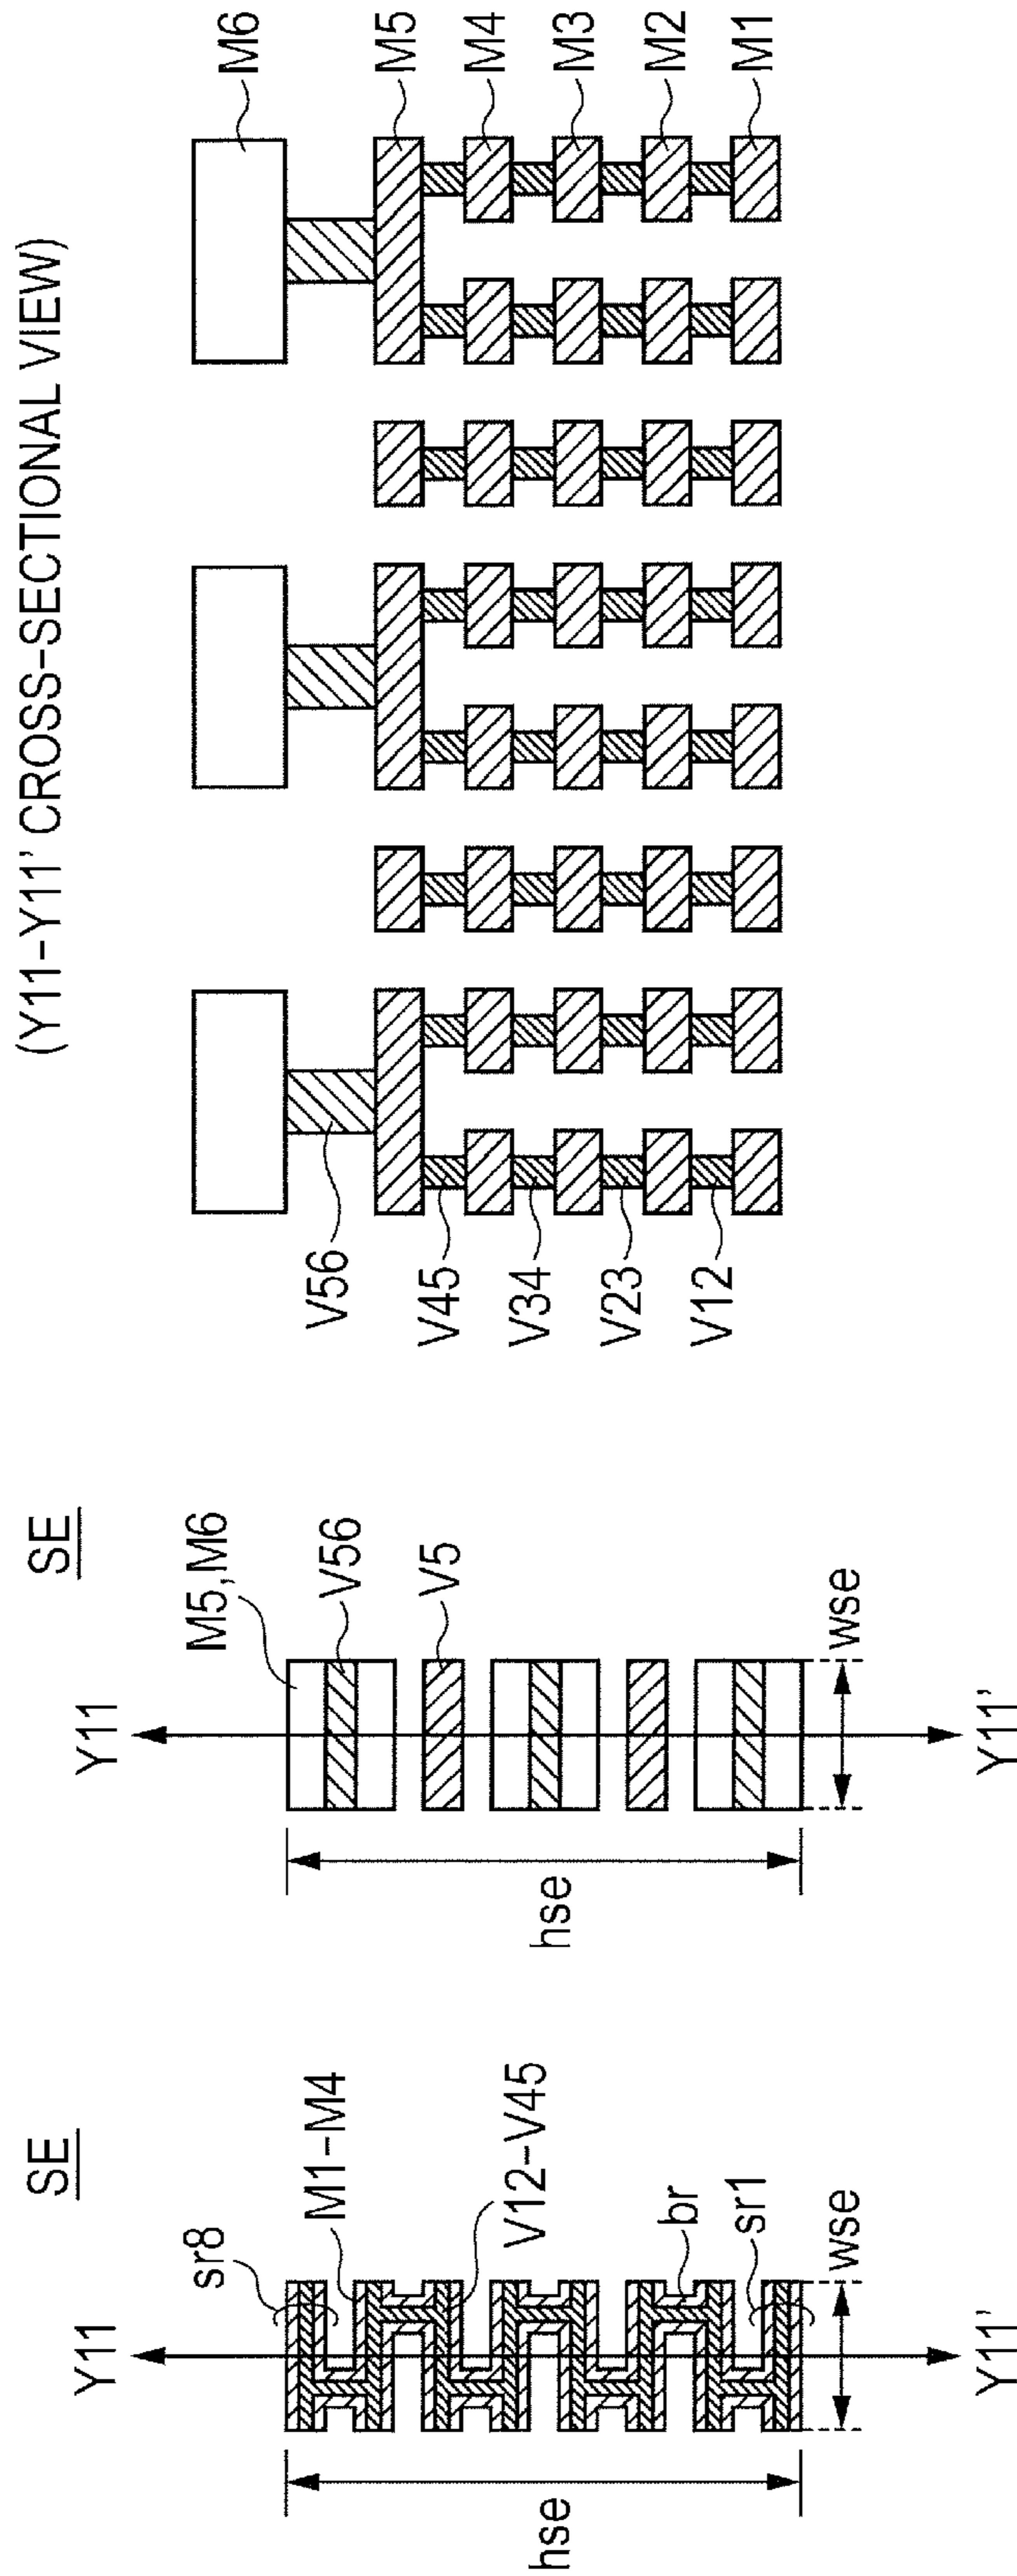 SE
Y11
sr8
M1-M4
V12-V45
br
sr1
wse
hse
Y11'
SE
Y11
M5,M6
V56
V5
wse
hse
Y11'
(Y11-Y11' CROSS-SECTIONAL VIEW)
M6
M5
M4
M3
M2
M1
V56
V45
V34
V23
V12